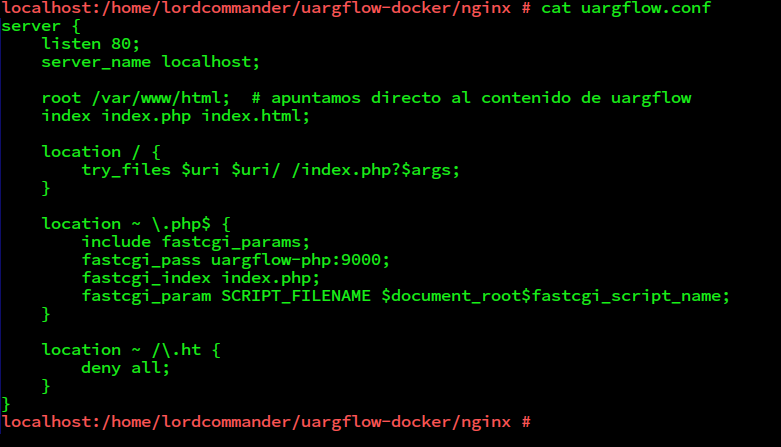 localhost:/home/lordcommander/uargflow-docker/nginx # cat uargflow.conf
server {
    listen 80;
    server_name localhost;

    root /var/www/html;  # apuntamos directo al contenido de uargflow
    index index.php index.html;

    location / {
        try_files $uri $uri/ /index.php?$args;
    }

    location ~ \.php$ {
        include fastcgi_params;
        fastcgi_pass uargflow-php:9000;
        fastcgi_index index.php;
        fastcgi_param SCRIPT_FILENAME $document_root$fastcgi_script_name;
    }

    location ~ /\.ht {
        deny all;
    }
}
localhost:/home/lordcommander/uargflow-docker/nginx #